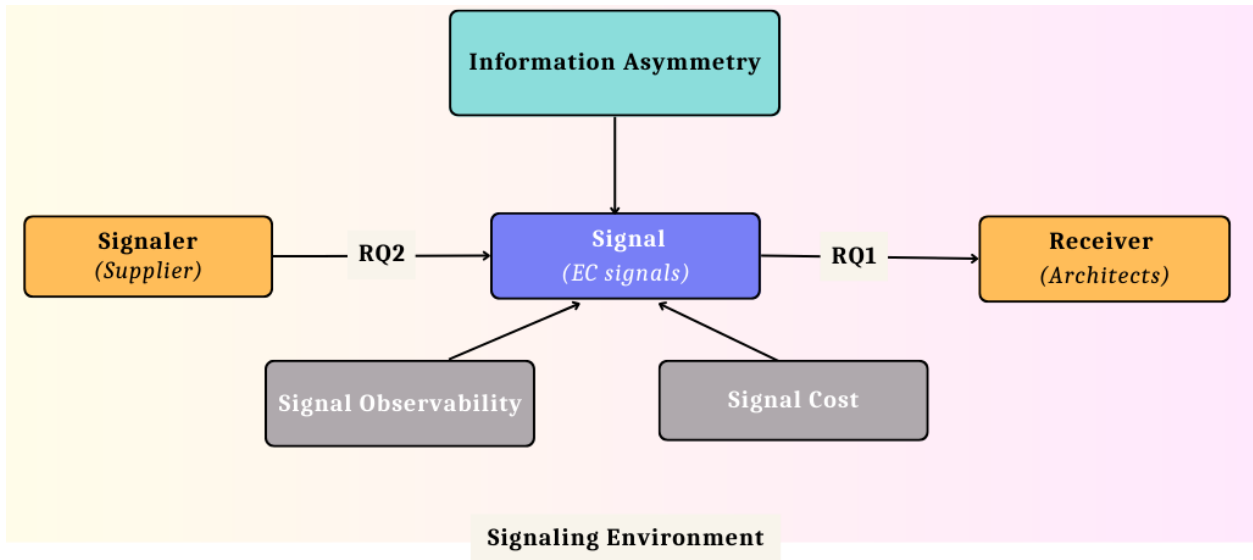 Information Asymmetry
Signaler
(Supplier)
RQ2
Signal
(EC signals)
RQ1
Receiver
(Architects)
Signal Observability
Signal Cost
Signaling Environment